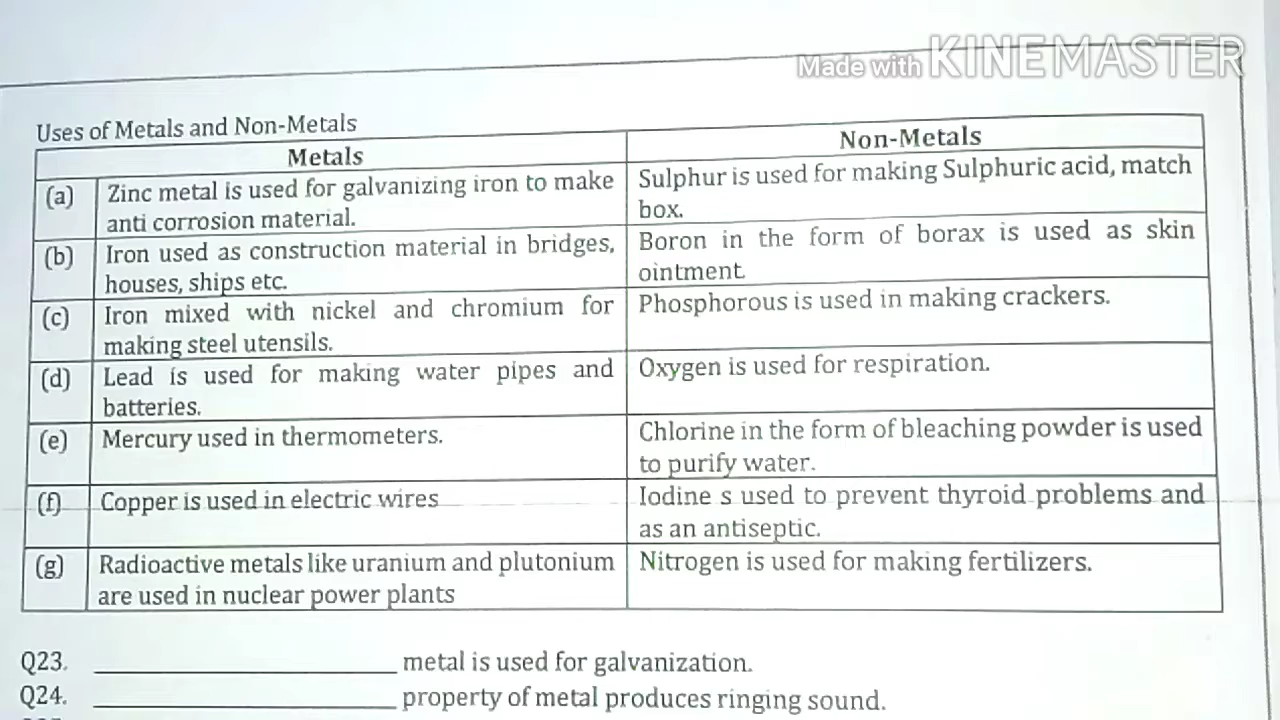 Made with KINEMASTER
Uses of Metals and Non-Metals
Metals
Non-Metals
(a)
Zinc metal is used for galvanizing iron to make
anti corrosion material.
Sulphur is used for making Sulphuric acid, match
box.
(b)
Iron used as construction material in bridges,
houses, ships etc.
Boron in the form of borax is used as skin
ointment.
(c)
Iron mixed with nickel and chromium for
making steel utensils.
Phosphorous is used in making crackers.
(d)
Lead is used for making water pipes and
batteries.
Oxygen is used for respiration.
(e)
Mercury used in thermometers.
Chlorine in the form of bleaching powder is used
to purify water.
(f)
Copper is used in electric wires
Iodine s used to prevent thyroid problems and
as an antiseptic.
(g)
Radioactive metals like uranium and plutonium
are used in nuclear power plants
Nitrogen is used for making fertilizers.
Q23. ____________ metal is used for galvanization.
Q24. ____________ property of metal produces ringing sound.